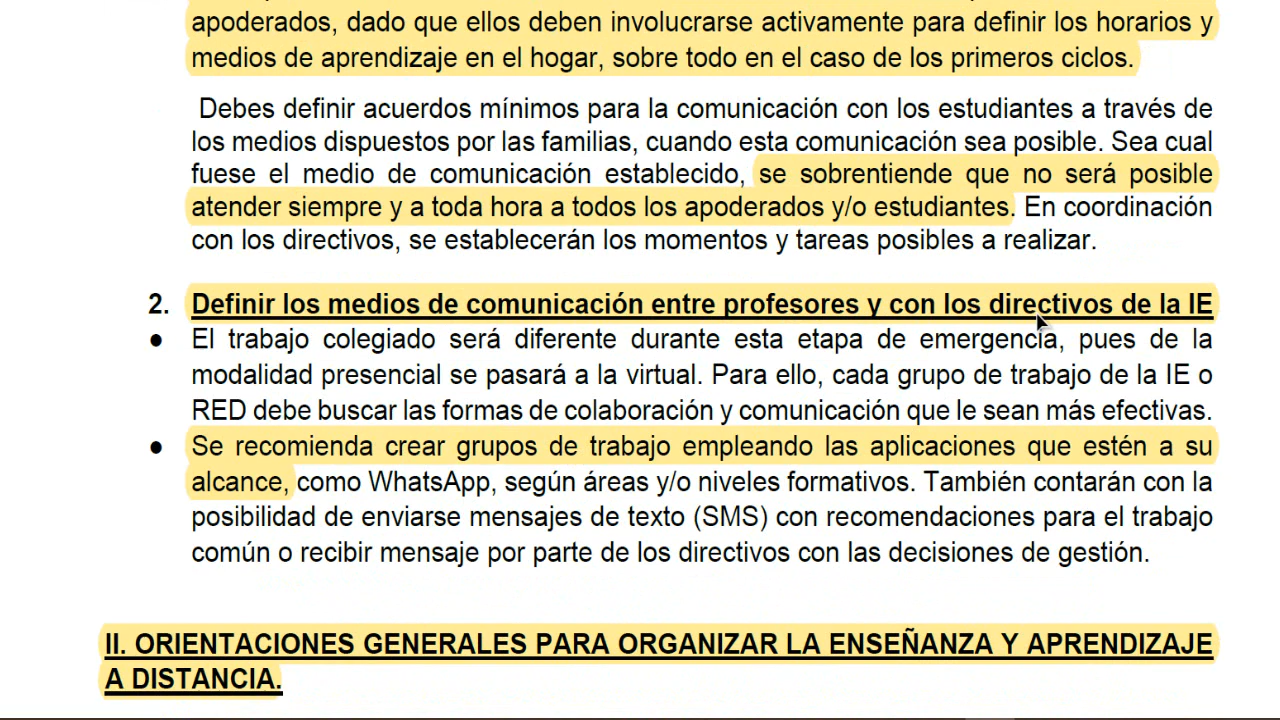 apoderados, dado que ellos deben involucrarse activamente para definir los horarios y
medios de aprendizaje en el hogar, sobre todo en el caso de los primeros ciclos.
Debes definir acuerdos mínimos para la comunicación con los estudiantes a través de
los medios dispuestos por las familias, cuando esta comunicación sea posible. Sea cual
fuese el medio de comunicación establecido, se sobrentiende que no será posible
atender siempre y a toda hora a todos los apoderados y/o estudiantes. En coordinación
con los directivos, se establecerán los momentos y tareas posibles a realizar.
2. Definir los medios de comunicación entre profesores y con los directivos de la IE
● El trabajo colegiado será diferente durante esta etapa de emergencia, pues de la
modalidad presencial se pasará a la virtual. Para ello, cada grupo de trabajo de la IE o
RED debe buscar las formas de colaboración y comunicación que le sean más efectivas.
● Se recomienda crear grupos de trabajo empleando las aplicaciones que estén a su
alcance, como WhatsApp, según áreas y/o niveles formativos. También contarán con la
posibilidad de enviarse mensajes de texto (SMS) con recomendaciones para el trabajo
común o recibir mensaje por parte de los directivos con las decisiones de gestión.
II. ORIENTACIONES GENERALES PARA ORGANIZAR LA ENSEÑANZA Y APRENDIZAJE
A DISTANCIA.